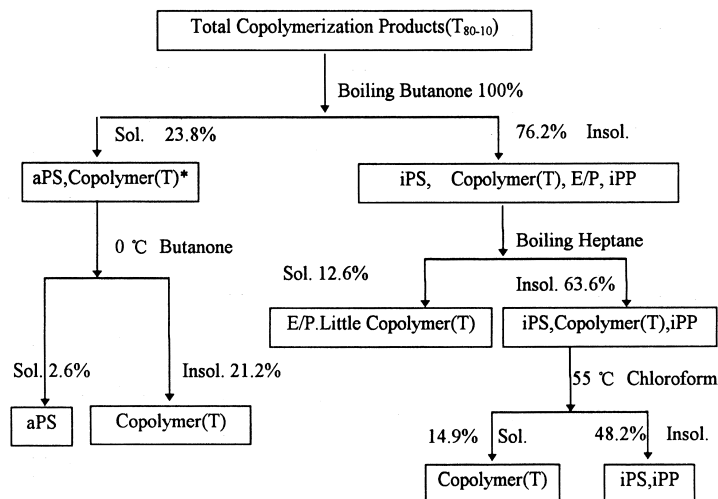 Total Copolymerization Products(T80-10)
Boiling Butanone 100%
Sol. 23.8%
76.2% Insol.
aPS,Copolymer(T)*
iPS, Copolymer(T), E/P, iPP
0 ℃ Butanone
Boiling Heptane
Sol. 12.6%
Insol. 63.6%
E/P.Little Copolymer(T)
iPS,Copolymer(T),iPP
Sol. 2.6%
Insol. 21.2%
55 ℃ Chloroform
aPS
Copolymer(T)
14.9% Sol.
48.2% Insol.
Copolymer(T)
iPS,iPP